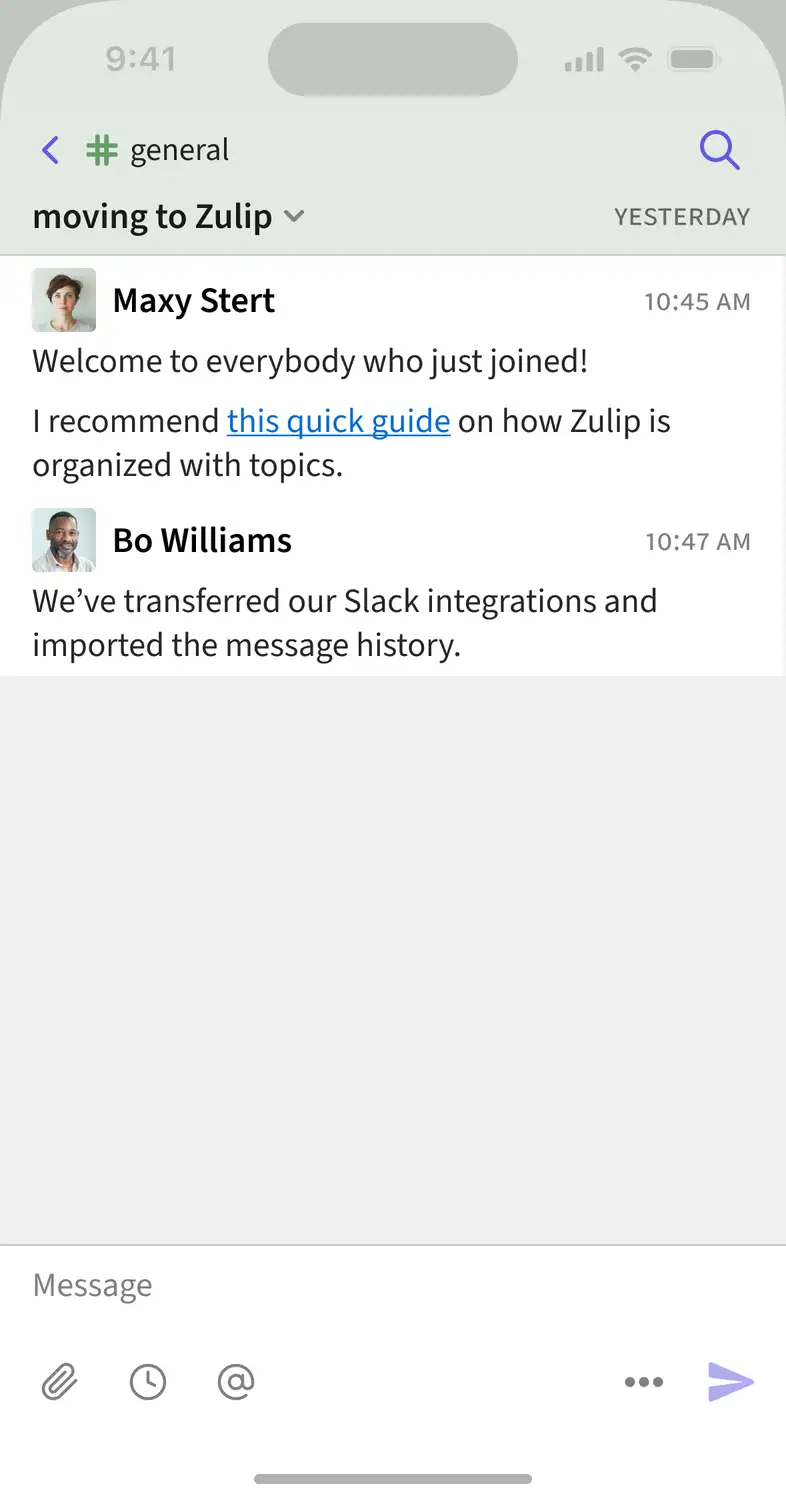 9:41
# general
moving to Zulip
YESTERDAY
Maxy Stert
10:45 AM
Welcome to everybody who just joined!
I recommend this quick guide on how Zulip is
organized with topics.
Bo Williams
10:47 AM
We’ve transferred our Slack integrations and
imported the message history.
Message